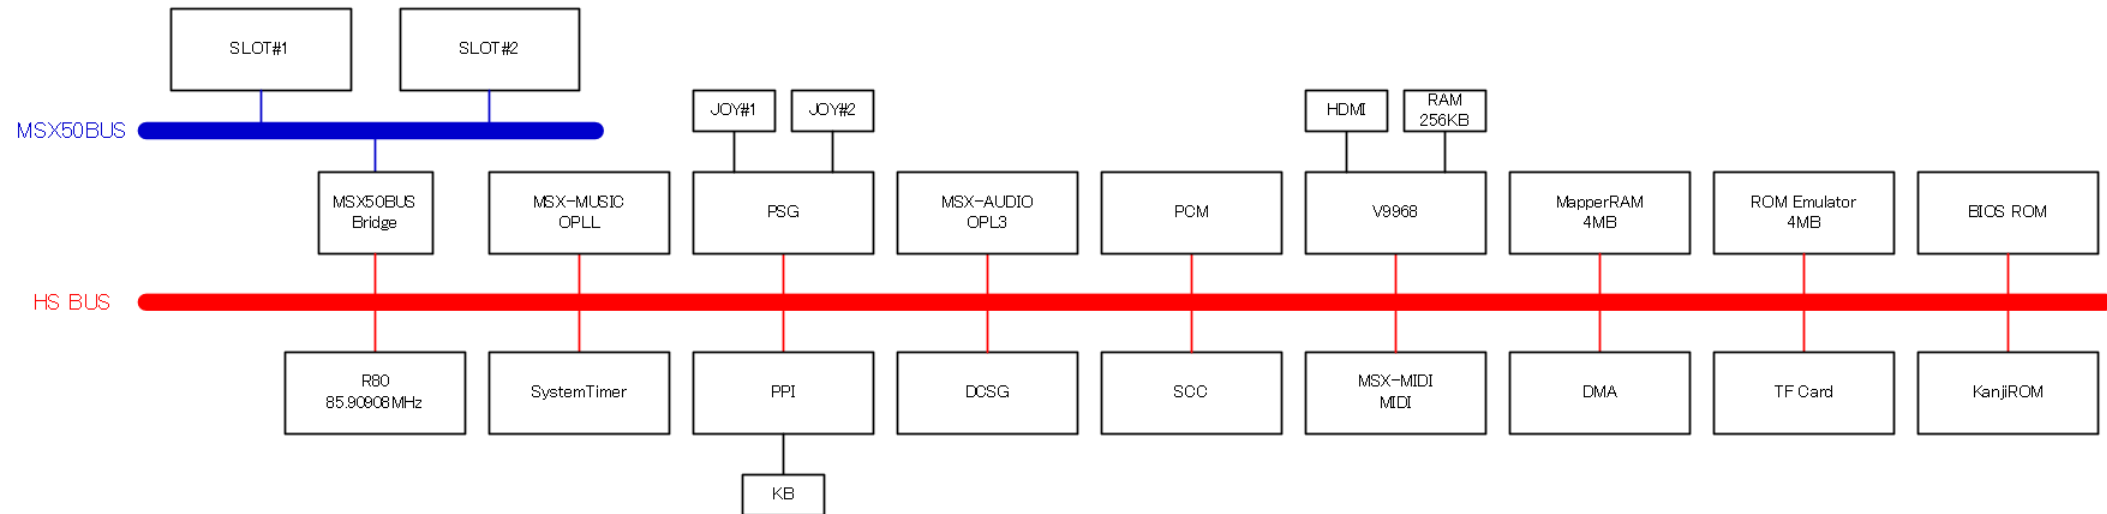 SLOT#1
SLOT#2
JOY#1
JOY#2
HDMI
RAM
256KB
MSX50BUS
MSX50BUS
Bridge
MSX-MUSIC
OPLL
PSG
MSX-AUDIO
OPL3
PCM
V9968
MapperRAM
4MB
ROM Emulator
4MB
BIOS ROM
HS BUS
R80
85.90908MHz
SystemTimer
PPI
DCSG
SCC
MSX-MIDI
MIDI
DMA
TF Card
KanjiROM
KB